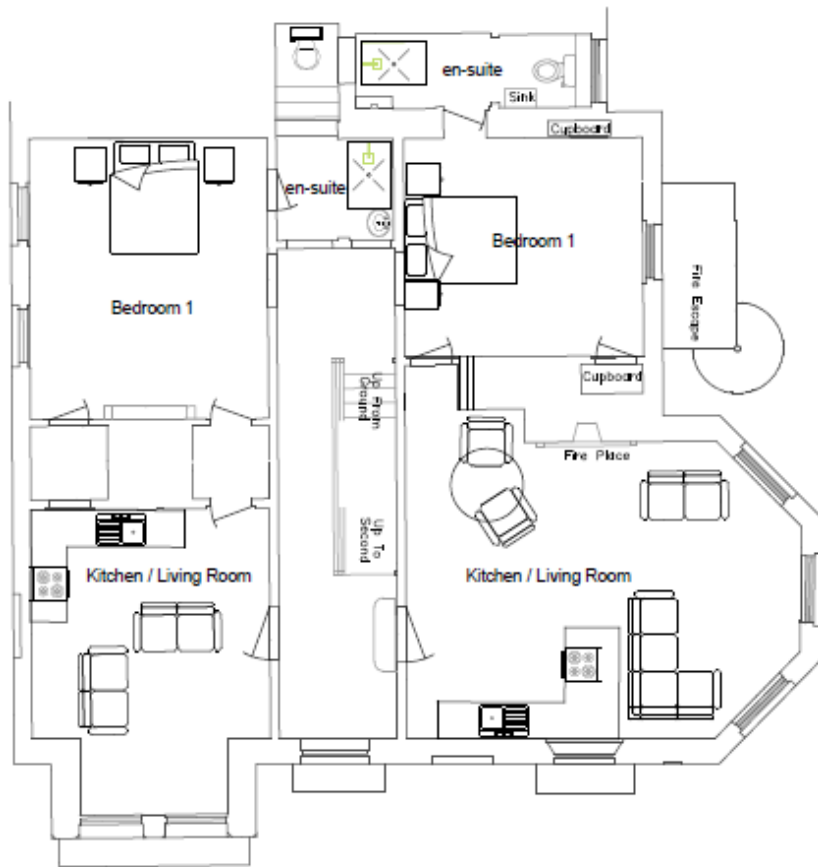 en-suite
Sink
Cupboard
en-suite
Bedroom 1
Bedroom 1
Fire Escape
Up From
Ground
Cupboard
Fire Place
Up To
Second
Kitchen / Living Room
Kitchen / Living Room